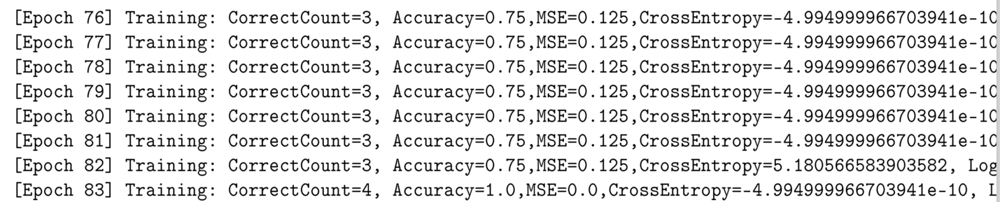 [Epoch 76] Training: CorrectCount=3, Accuracy=0.75,MSE=0.125,CrossEntropy=-4.994999966703941e-10
[Epoch 77] Training: CorrectCount=3, Accuracy=0.75,MSE=0.125,CrossEntropy=-4.994999966703941e-10
[Epoch 78] Training: CorrectCount=3, Accuracy=0.75,MSE=0.125,CrossEntropy=-4.994999966703941e-10
[Epoch 79] Training: CorrectCount=3, Accuracy=0.75,MSE=0.125,CrossEntropy=-4.994999966703941e-10
[Epoch 80] Training: CorrectCount=3, Accuracy=0.75,MSE=0.125,CrossEntropy=-4.994999966703941e-10
[Epoch 81] Training: CorrectCount=3, Accuracy=0.75,MSE=0.125,CrossEntropy=-4.994999966703941e-10
[Epoch 82] Training: CorrectCount=3, Accuracy=0.75,MSE=0.125,CrossEntropy=5.180566583903582, Log
[Epoch 83] Training: CorrectCount=4, Accuracy=1.0,MSE=0.0,CrossEntropy=-4.994999966703941e-10, L